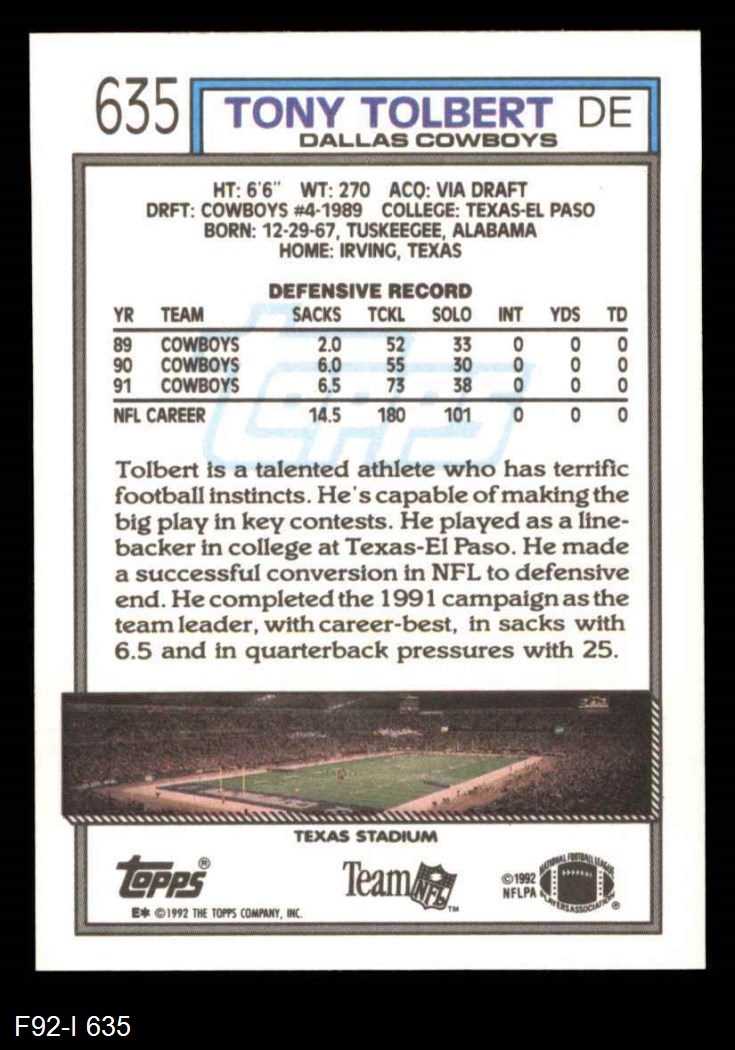 635 TONY TOLBERT DE
DALLAS COWBOYS
HT: 6'6" WT: 270 ACQ: VIA DRAFT
DRFT: COWBOYS #4-1989 COLLEGE: TEXAS-EL PASO
BORN: 12-29-67, TUSKEEGEE, ALABAMA
HOME: IRVING, TEXAS
DEFENSIVE RECORD
YR TEAM SACKS TCKL SOLO INT YDS TD
89 COWBOYS 2.0 52 33 0 0 0
90 COWBOYS 6.0 55 30 0 0 0
91 COWBOYS 6.5 73 38 0 0 0
NFL CAREER 14.5 180 101 0 0 0
topps
Tolbert is a talented athlete who has terrific
football instincts. He's capable of making the
big play in key contests. He played as a line-
backer in college at Texas-El Paso. He made
a successful conversion in NFL to defensive
end. He completed the 1991 campaign as the
team leader, with career-best, in sacks with
6.5 and in quarterback pressures with 25.
TEXAS STADIUM
topps®
Team NFL™
©1992
NFLPA
NATIONAL FOOTBALL LEAGUE
PLAYERS ASSOCIATION ®
E* ©1992 THE TOPPS COMPANY, INC.
F92-I 635